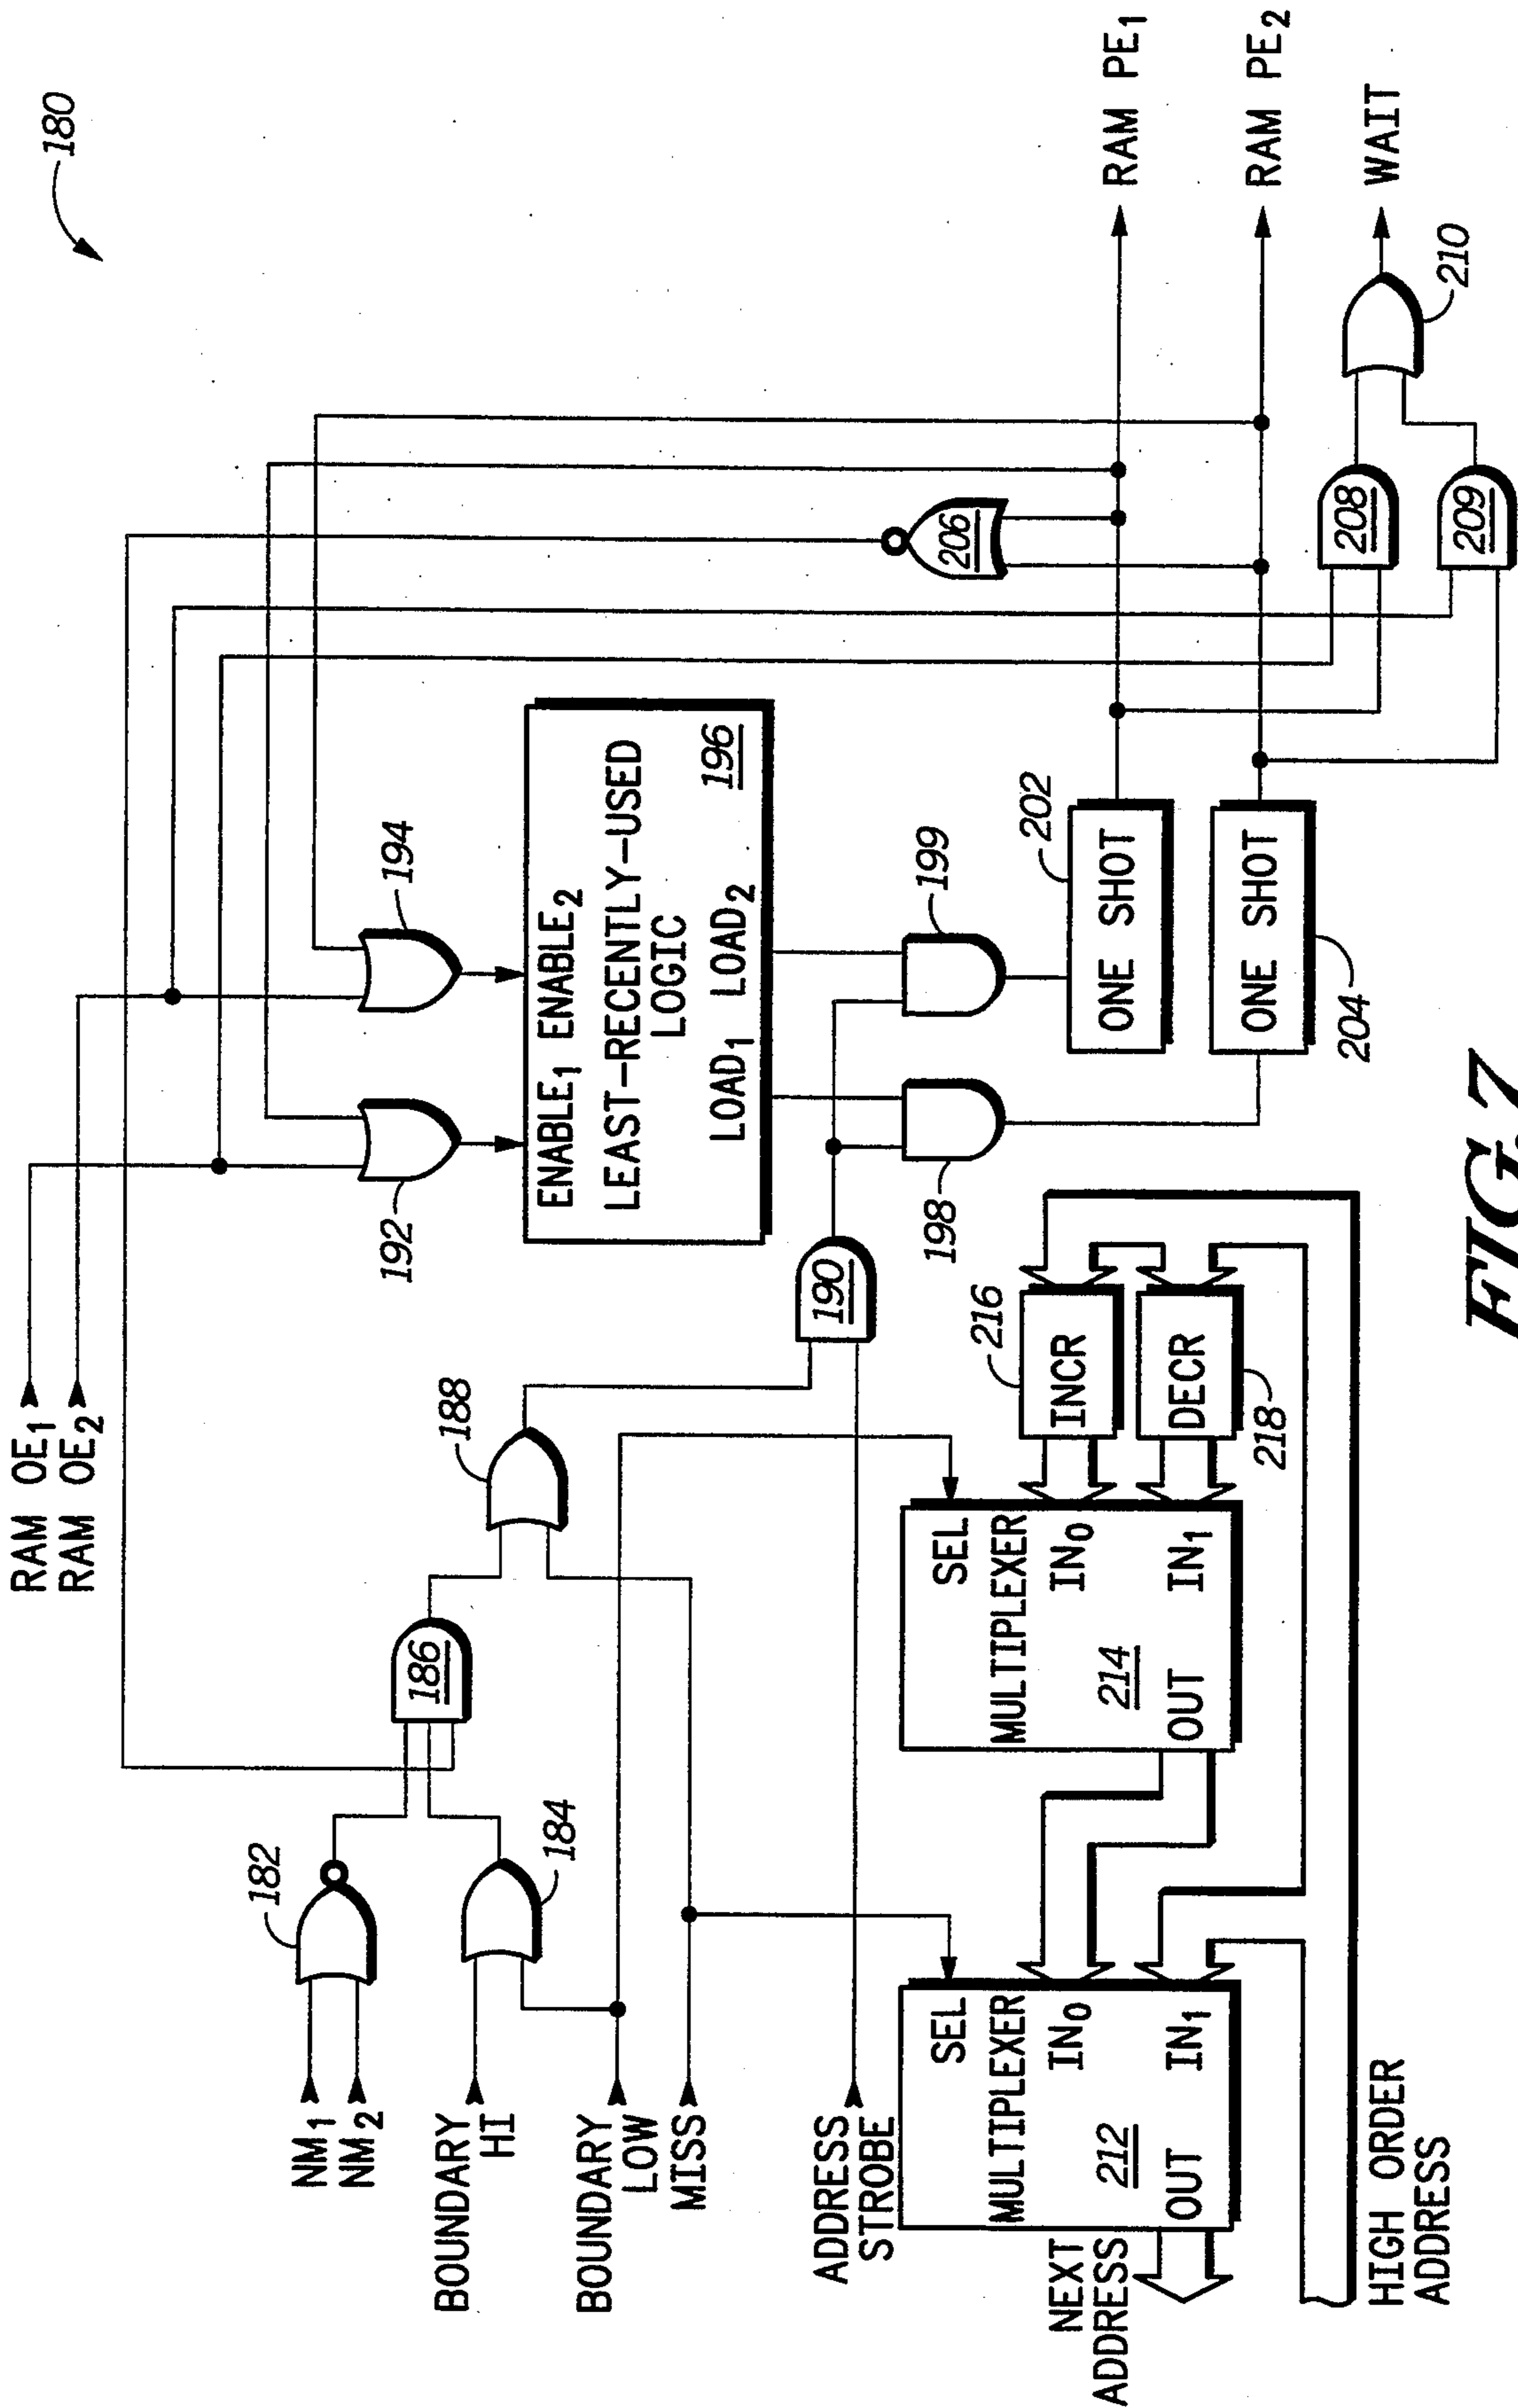 180
RAM OE1
RAM OE2
NM1
NM2
182
BOUNDARY
HI
184
186
BOUNDARY
LOW
MISS
188
ADDRESS
STROBE
190
192
194
ENABLE1 ENABLE2
LEAST-RECENTLY-USED
LOGIC
LOAD1 LOAD2
196
198
199
202
ONE SHOT
ONE SHOT
204
206
208
209
210
RAM PE1
RAM PE2
WAIT
NEXT
ADDRESS
SEL
MULTIPLEXER
IN0
212
OUT
IN1
SEL
MULTIPLEXER
IN0
214
OUT
IN1
INCR
216
DECR
218
HIGH ORDER
ADDRESS
FIG.7